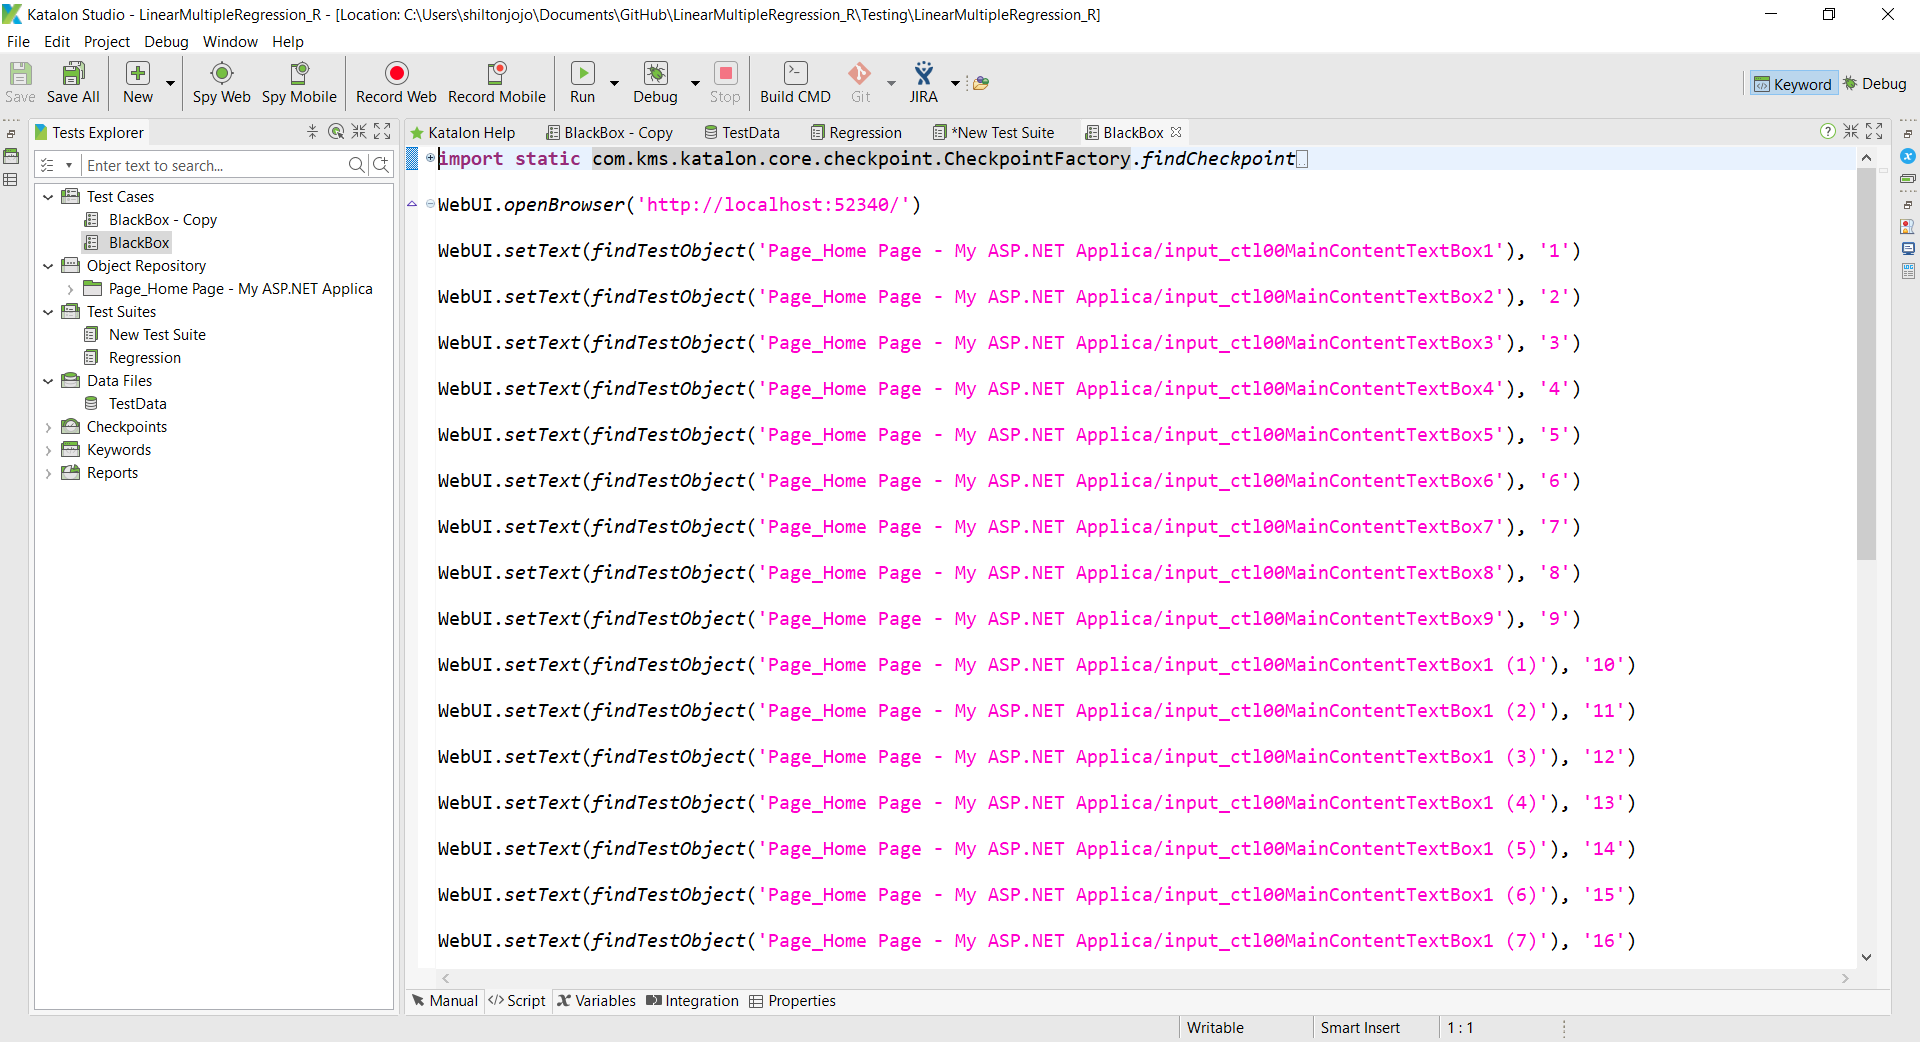 Katalon Studio - LinearMultipleRegression_R - [Location: C:\Users\shiltonjojo\Documents\GitHub\LinearMultipleRegression_R\Testing\LinearMultipleRegression_R]
File Edit Project Debug Window Help
Save Save All New Spy Web Spy Mobile Record Web Record Mobile Run Debug Stop Build CMD Git JIRA Keyword Debug
Tests Explorer
Katalon Help BlackBox - Copy TestData Regression *New Test Suite BlackBox
Enter text to search...
Test Cases
BlackBox - Copy
BlackBox
Object Repository
Page_Home Page - My ASP.NET Applica
Test Suites
New Test Suite
Regression
Data Files
TestData
Checkpoints
Keywords
Reports
import static com.kms.katalon.core.checkpoint.CheckpointFactory.findCheckpoint
WebUI.openBrowser('http://localhost:52340/')
WebUI.setText(findTestObject('Page_Home Page - My ASP.NET Applica/input_ctl00MainContentTextBox1'), '1')
WebUI.setText(findTestObject('Page_Home Page - My ASP.NET Applica/input_ctl00MainContentTextBox2'), '2')
WebUI.setText(findTestObject('Page_Home Page - My ASP.NET Applica/input_ctl00MainContentTextBox3'), '3')
WebUI.setText(findTestObject('Page_Home Page - My ASP.NET Applica/input_ctl00MainContentTextBox4'), '4')
WebUI.setText(findTestObject('Page_Home Page - My ASP.NET Applica/input_ctl00MainContentTextBox5'), '5')
WebUI.setText(findTestObject('Page_Home Page - My ASP.NET Applica/input_ctl00MainContentTextBox6'), '6')
WebUI.setText(findTestObject('Page_Home Page - My ASP.NET Applica/input_ctl00MainContentTextBox7'), '7')
WebUI.setText(findTestObject('Page_Home Page - My ASP.NET Applica/input_ctl00MainContentTextBox8'), '8')
WebUI.setText(findTestObject('Page_Home Page - My ASP.NET Applica/input_ctl00MainContentTextBox9'), '9')
WebUI.setText(findTestObject('Page_Home Page - My ASP.NET Applica/input_ctl00MainContentTextBox1 (1)'), '10')
WebUI.setText(findTestObject('Page_Home Page - My ASP.NET Applica/input_ctl00MainContentTextBox1 (2)'), '11')
WebUI.setText(findTestObject('Page_Home Page - My ASP.NET Applica/input_ctl00MainContentTextBox1 (3)'), '12')
WebUI.setText(findTestObject('Page_Home Page - My ASP.NET Applica/input_ctl00MainContentTextBox1 (4)'), '13')
WebUI.setText(findTestObject('Page_Home Page - My ASP.NET Applica/input_ctl00MainContentTextBox1 (5)'), '14')
WebUI.setText(findTestObject('Page_Home Page - My ASP.NET Applica/input_ctl00MainContentTextBox1 (6)'), '15')
WebUI.setText(findTestObject('Page_Home Page - My ASP.NET Applica/input_ctl00MainContentTextBox1 (7)'), '16')
Manual Script Variables Integration Properties
Writable Smart Insert 1 : 1